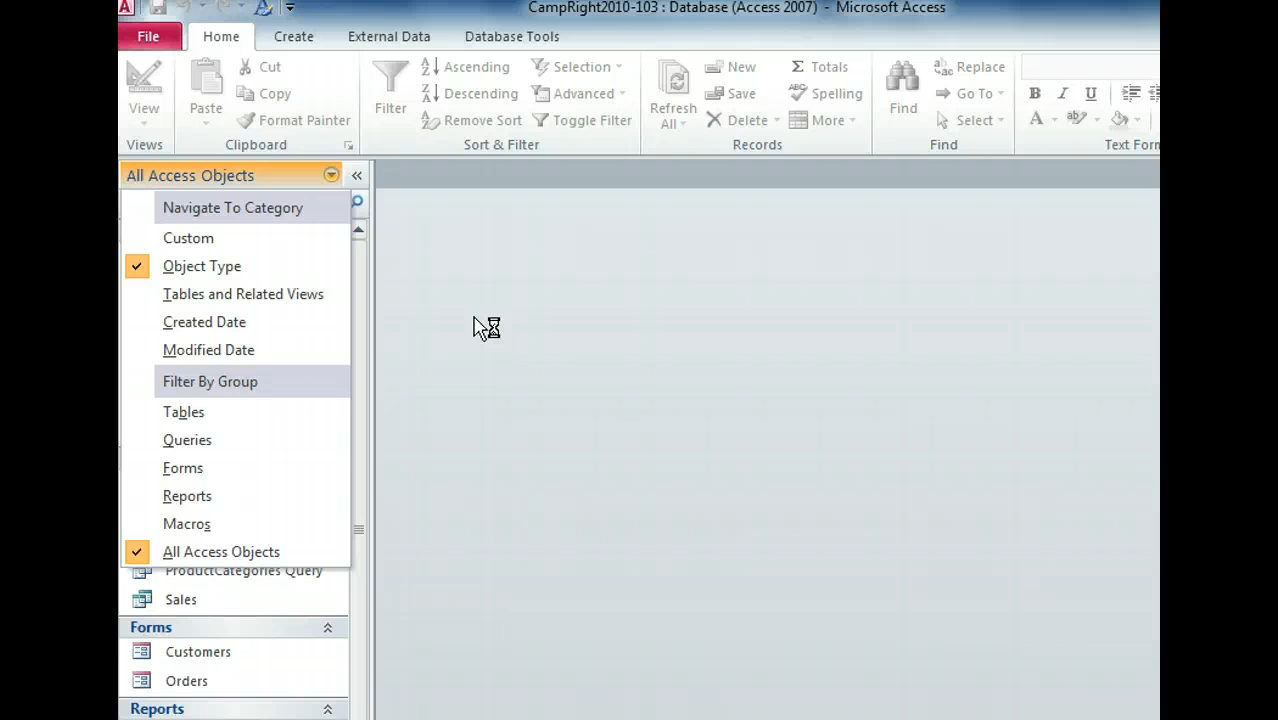 CampRight2010-103 : Database (Access 2007) - Microsoft Access
File Home Create External Data Database Tools
Cut Ascending Selection New Totals Replace
Copy Descending Advanced Save Spelling Go To
View Paste Format Painter Filter Remove Sort Toggle Filter Refresh All Delete More Find Select
Views Clipboard Sort & Filter Records Find Text Form
All Access Objects
Navigate To Category
Custom
Object Type
Tables and Related Views
Created Date
Modified Date
Filter By Group
Tables
Queries
Forms
Reports
Macros
All Access Objects
ProductCategories Query
Sales
Forms
Customers
Orders
Reports